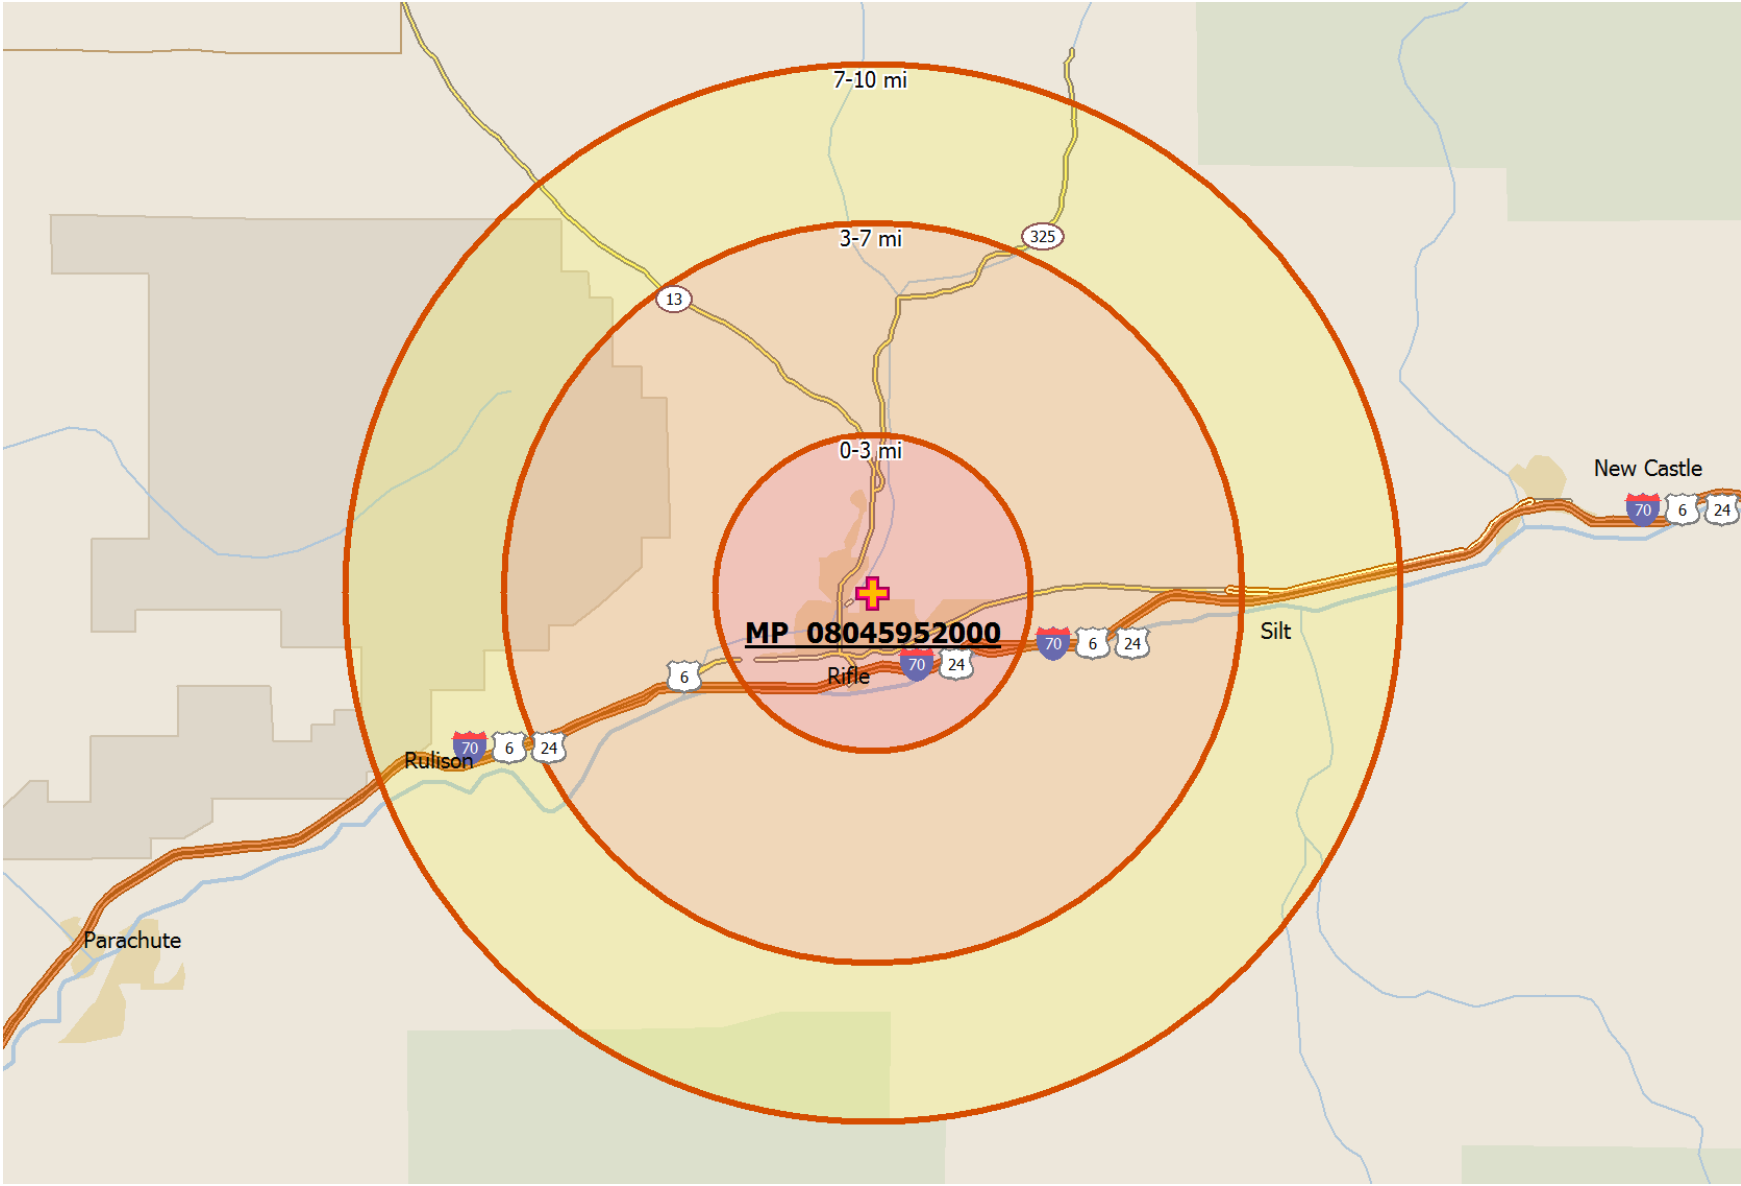 7-10 mi
3-7 mi
325
13
0-3 mi
New Castle
70 6 24
MP 08045952000
Silt
70 6 24
70 24
Rifle
6
70 6 24
Rulison
Parachute